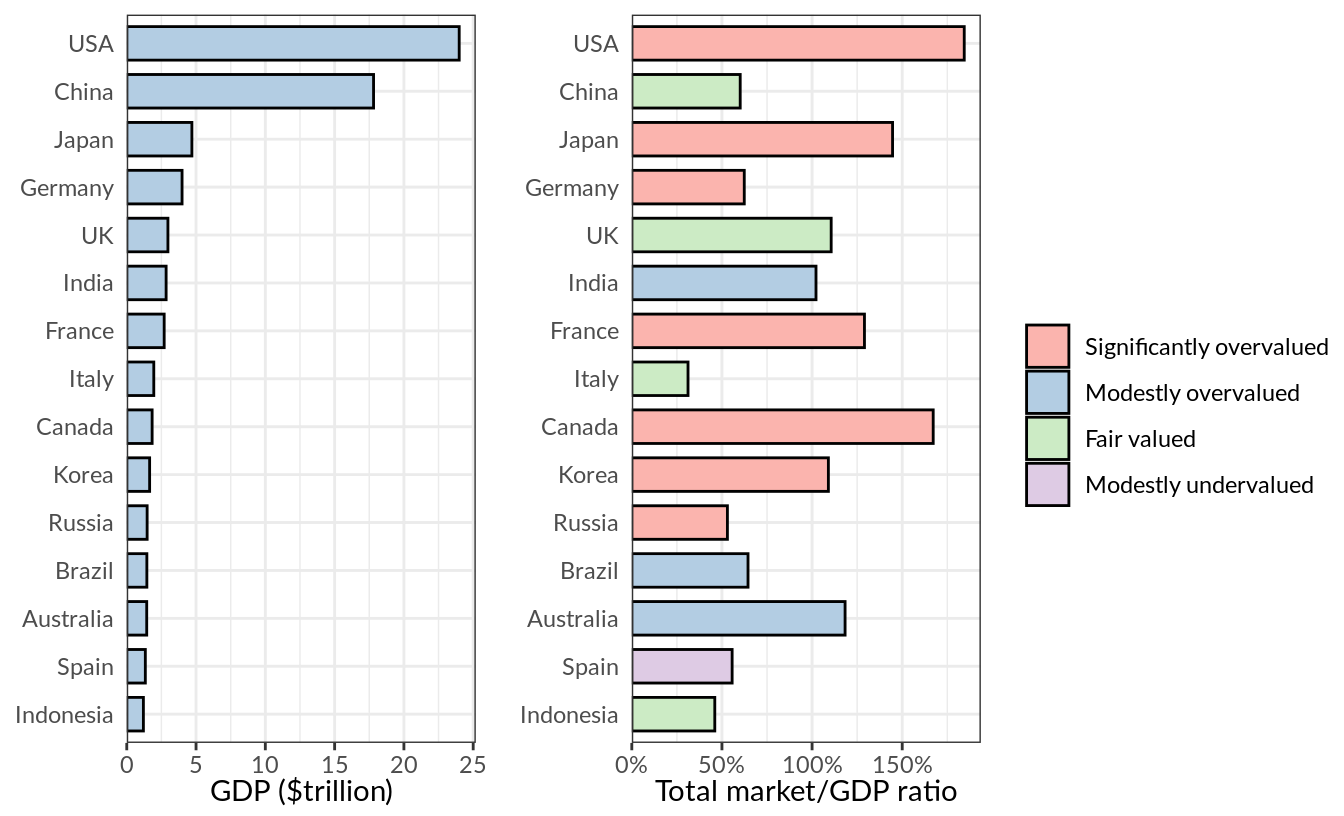 USA
China
Japan
Germany
UK
India
France
Italy
Canada
Korea
Russia
Brazil
Australia
Spain
Indonesia
0 5 10 15 20 25
GDP ($trillion)
USA
China
Japan
Germany
UK
India
France
Italy
Canada
Korea
Russia
Brazil
Australia
Spain
Indonesia
0% 50% 100% 150%
Total market/GDP ratio
Significantly overvalued
Modestly overvalued
Fair valued
Modestly undervalued